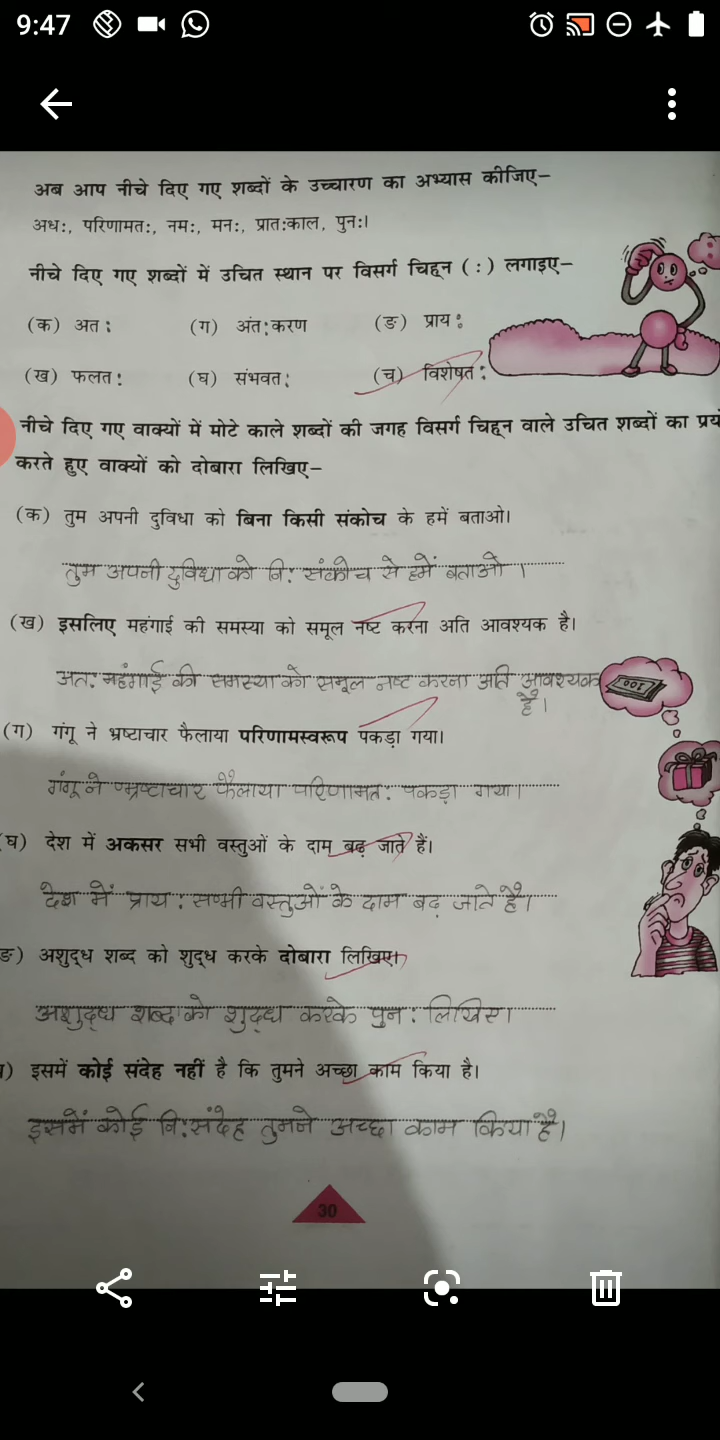 9:47
अब आप नीचे दिए गए शब्दों के उच्चारण का अभ्यास कीजिए–
अधः, परिणामतः, नमः, मनः, प्रातःकाल, पुनः।
नीचे दिए गए शब्दों में उचित स्थान पर विसर्ग चिह्न (:) लगाइए–
(क) अत : (ग) अंत:करण (ङ) प्राय :
(ख) फलत : (घ) संभवत : (च) विशेषत :
नीचे दिए गए वाक्यों में मोटे काले शब्दों की जगह विसर्ग चिह्न वाले उचित शब्दों का
करते हुए वाक्यों को दोबारा लिखिए–
(क) तुम अपनी दुविधा को बिना किसी संकोच के हमें बताओ।
तुम अपनी दुविधा को नि: संकोच से हमें बताओ ।
(ख) इसलिए महंगाई की समस्या को समूल नष्ट करना अति आवश्यक है।
अत: महंगाई की समस्या को समूल नष्ट करना अति आवश्यक
है।
(ग) गंगू ने भ्रष्टाचार फैलाया परिणामस्वरूप पकड़ा गया।
गंगू ने भ्रष्टाचार फैलाया परिणामत: पकड़ा गया।
घ) देश में अकसर सभी वस्तुओं के दाम बढ़ जाते हैं।
देश में प्राय : सभी वस्तुओं के दाम बढ़ जाते है।
ङ) अशुद्ध शब्द को शुद्ध करके दोबारा लिखिए।
अशुद्ध शब्द को शुद्ध करके पुन : लिखिए।
) इसमें कोई संदेह नहीं है कि तुमने अच्छा काम किया है।
इसमें कोई नि:संदेह तुमने अच्छा काम किया है।
100
30